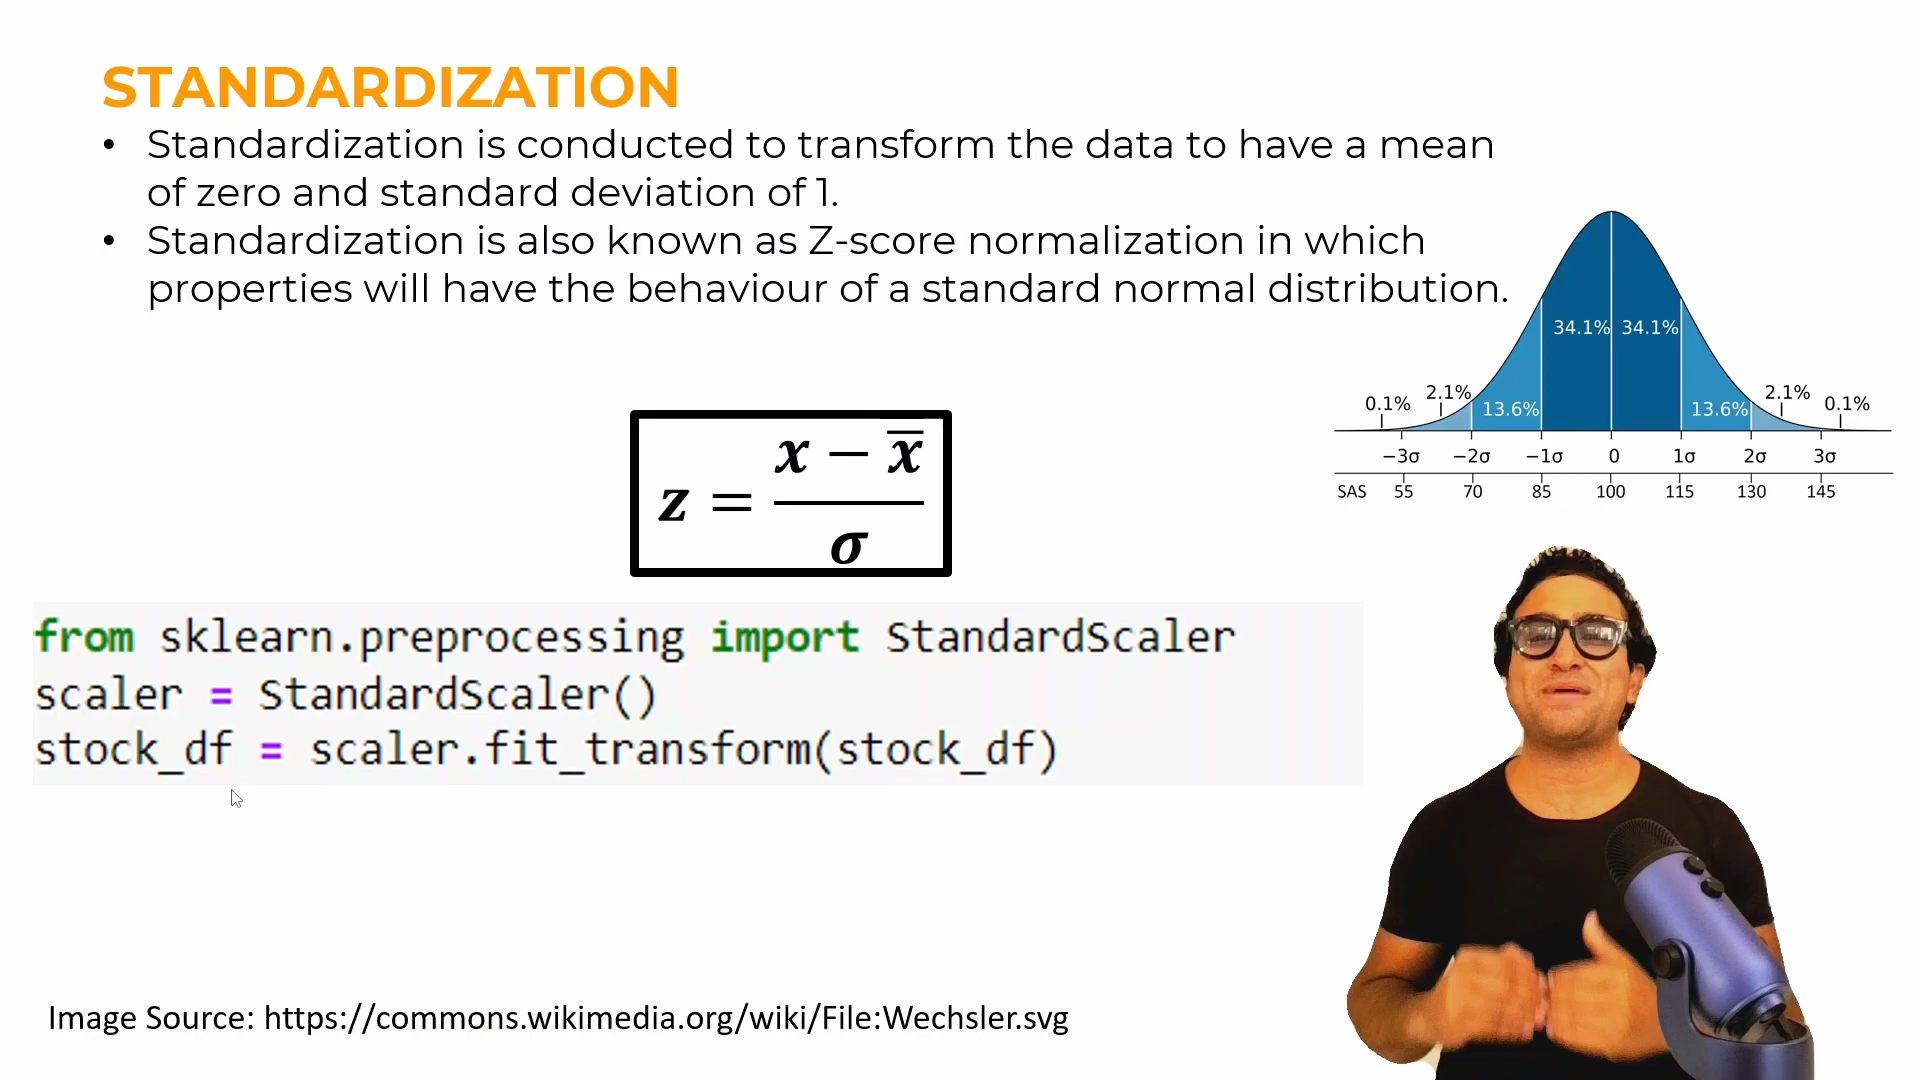 STANDARDIZATION
• Standardization is conducted to transform the data to have a mean
of zero and standard deviation of 1.
• Standardization is also known as Z-score normalization in which
properties will have the behaviour of a standard normal distribution.
34.1% 34.1%
0.1% 2.1% 13.6% 13.6% 2.1% 0.1%
−3σ −2σ −1σ 0 1σ 2σ 3σ
SAS 55 70 85 100 115 130 145
z = (x − x̅) / σ
from sklearn.preprocessing import StandardScaler
scaler = StandardScaler()
stock_df = scaler.fit_transform(stock_df)
Image Source: https://commons.wikimedia.org/wiki/File:Wechsler.svg